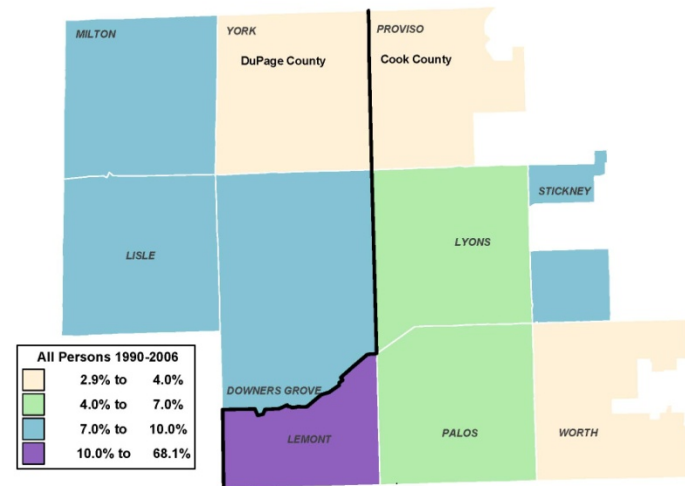 MILTON
YORK
PROVISO
DuPage County
Cook County
STICKNEY
LISLE
LYONS
All Persons 1990-2006
2.9% to 4.0%
4.0% to 7.0%
7.0% to 10.0%
10.0% to 68.1%
DOWNERS GROVE
LEMONT
PALOS
WORTH